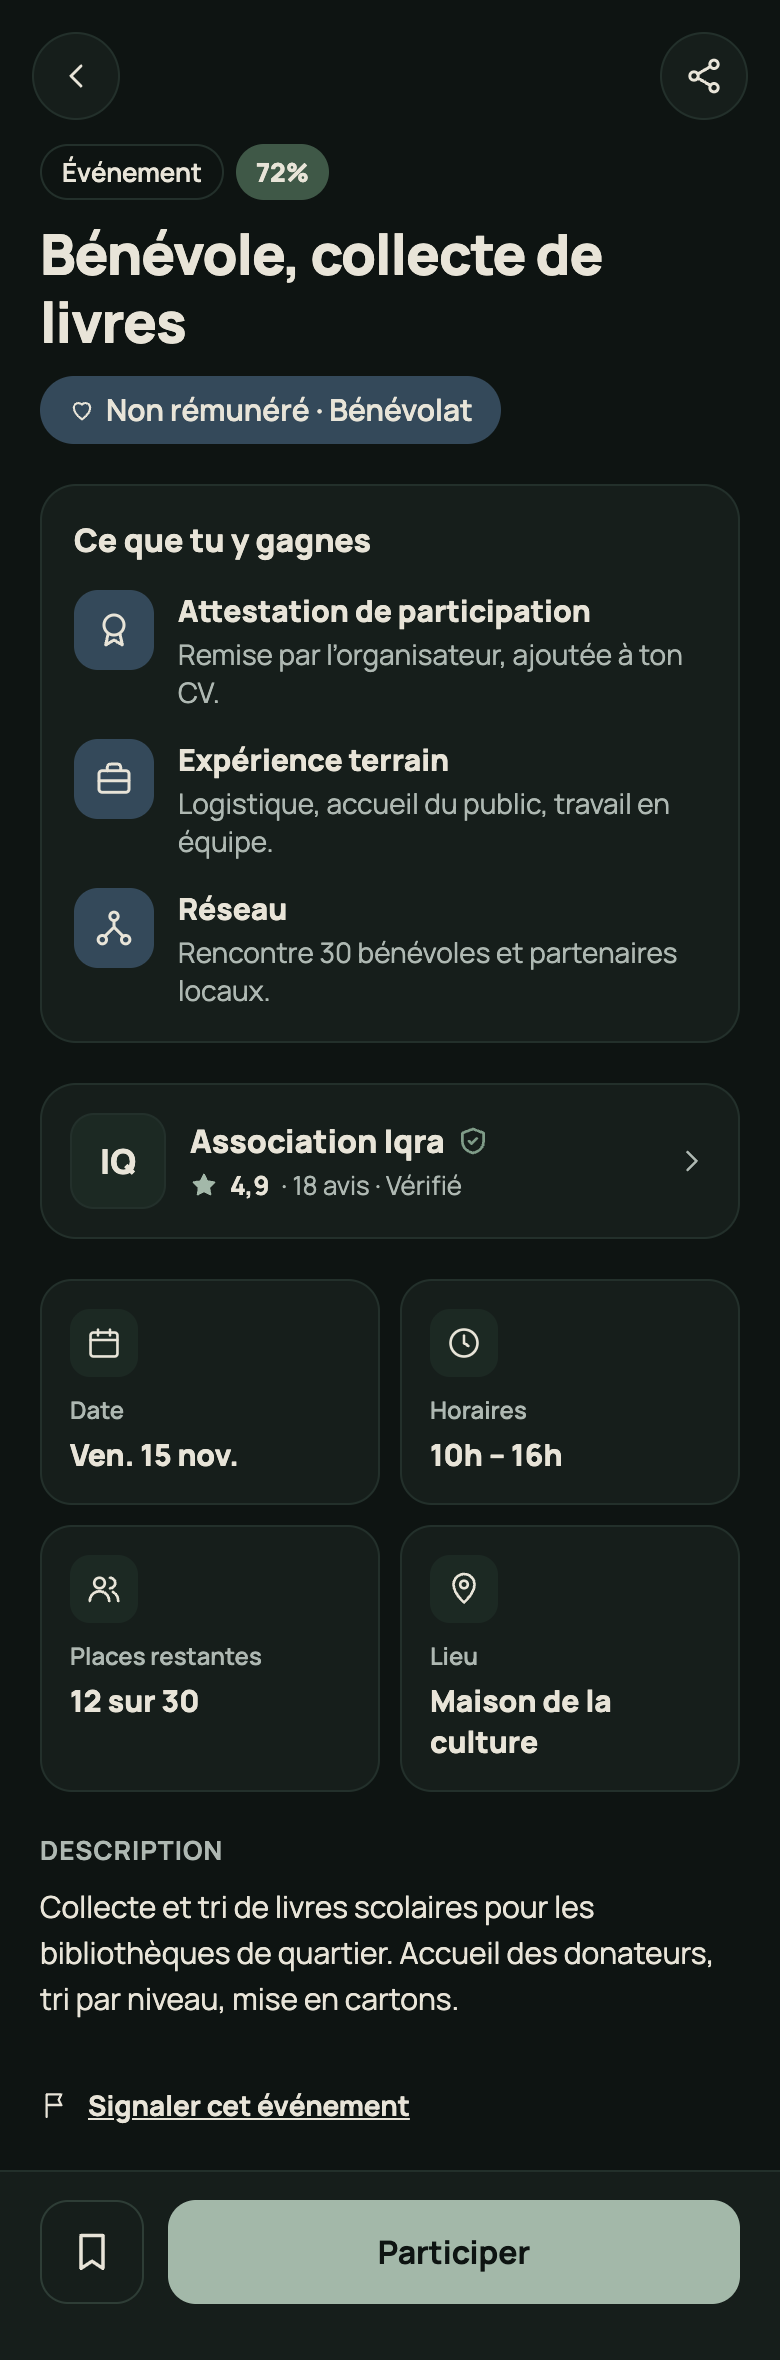 Événement
72%
Bénévole, collecte de
livres
Non rémunéré · Bénévolat
Ce que tu y gagnes
Attestation de participation
Remise par l’organisateur, ajoutée à ton
CV.
Expérience terrain
Logistique, accueil du public, travail en
équipe.
Réseau
Rencontre 30 bénévoles et partenaires
locaux.
IQ
Association Iqra
4,9 · 18 avis · Vérifié
Date
Ven. 15 nov.
Horaires
10h – 16h
Places restantes
12 sur 30
Lieu
Maison de la
culture
DESCRIPTION
Collecte et tri de livres scolaires pour les
bibliothèques de quartier. Accueil des donateurs,
tri par niveau, mise en cartons.
Signaler cet événement
Participer